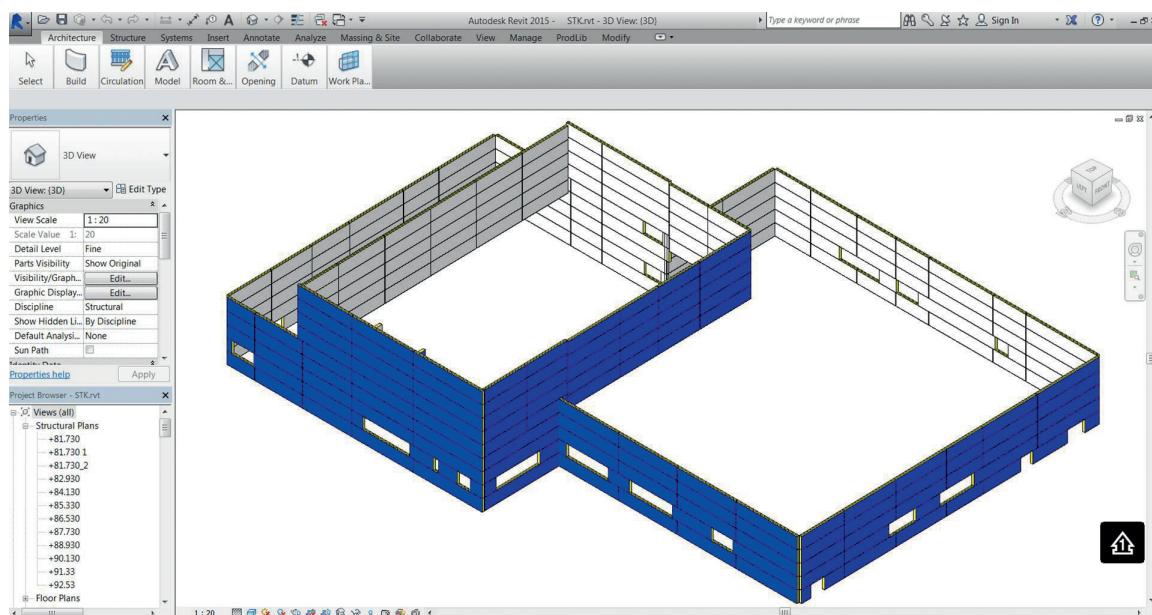 Autodesk Revit 2015 - STK.rvt - 3D View: {3D}
Type a keyword or phrase
Sign In
Architecture Structure Systems Insert Annotate Analyze Massing & Site Collaborate View Manage ProdLib Modify
Select Build Circulation Model Room &... Opening Datum Work Pla...
Properties
3D View
3D View: {3D} Edit Type
Graphics
View Scale 1 : 20
Scale Value 1: 20
Detail Level Fine
Parts Visibility Show Original
Visibility/Graph... Edit...
Graphic Display... Edit...
Discipline Structural
Show Hidden Li... By Discipline
Default Analysi... None
Sun Path
Identity Data
Properties help Apply
Project Browser - STK.rvt
Views (all)
Structural Plans
+81.730
+81.730 1
+81.730_2
+82.930
+84.130
+85.330
+86.530
+87.730
+88.930
+90.130
+91.33
+92.53
Floor Plans
TOP
LEFT FRONT
1
1 : 20